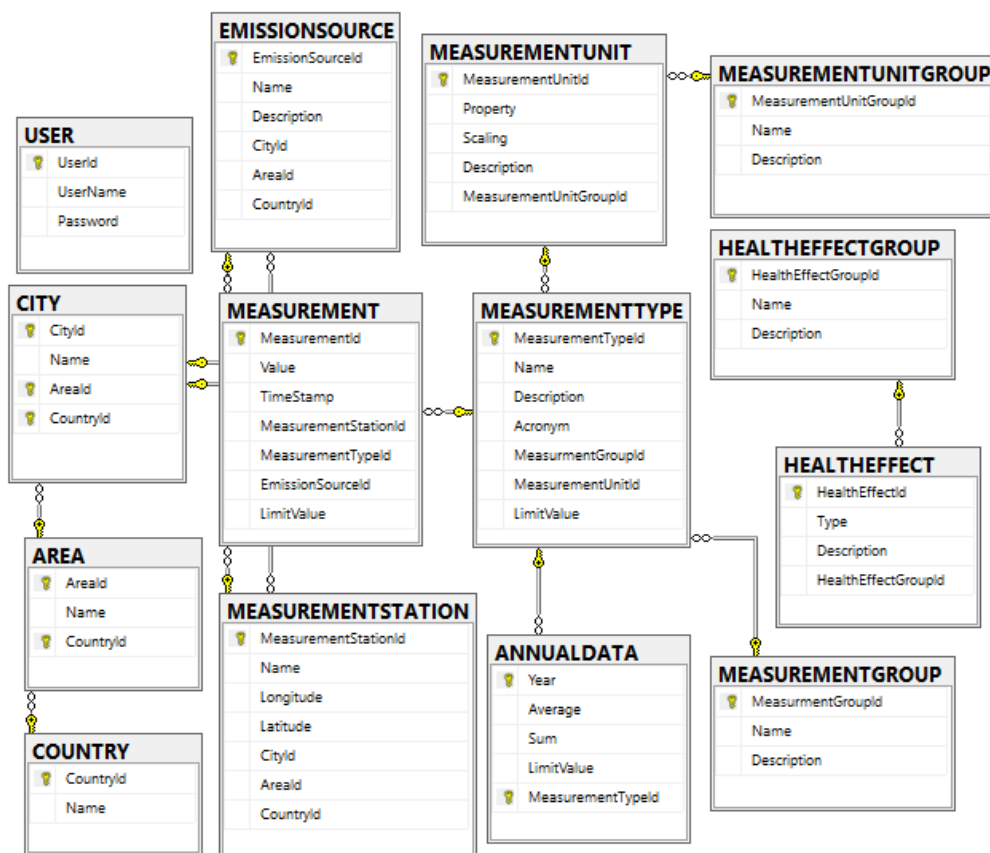 EMISSIONSOURCE
EmissionSourceId
Name
Description
CityId
AreaId
CountryId
MEASUREMENTUNIT
MeasurementUnitId
Property
Scaling
Description
MeasurementUnitGroupId
MEASUREMENTUNITGROUP
MeasurementUnitGroupId
Name
Description
USER
UserId
UserName
Password
HEALTHEFFECTGROUP
HealthEffectGroupId
Name
Description
CITY
CityId
Name
AreaId
CountryId
MEASUREMENT
MeasurementId
Value
TimeStamp
MeasurementStationId
MeasurementTypeId
EmissionSourceId
LimitValue
MEASUREMENTTYPE
MeasurementTypeId
Name
Description
Acronym
MeasurmentGroupId
MeasurementUnitId
LimitValue
HEALTHEFFECT
HealthEffectId
Type
Description
HealthEffectGroupId
AREA
AreaId
Name
CountryId
MEASUREMENTSTATION
MeasurementStationId
Name
Longitude
Latitude
CityId
AreaId
CountryId
ANNUALDATA
Year
Average
Sum
LimitValue
MeasurementTypeId
MEASUREMENTGROUP
MeasurmentGroupId
Name
Description
COUNTRY
CountryId
Name